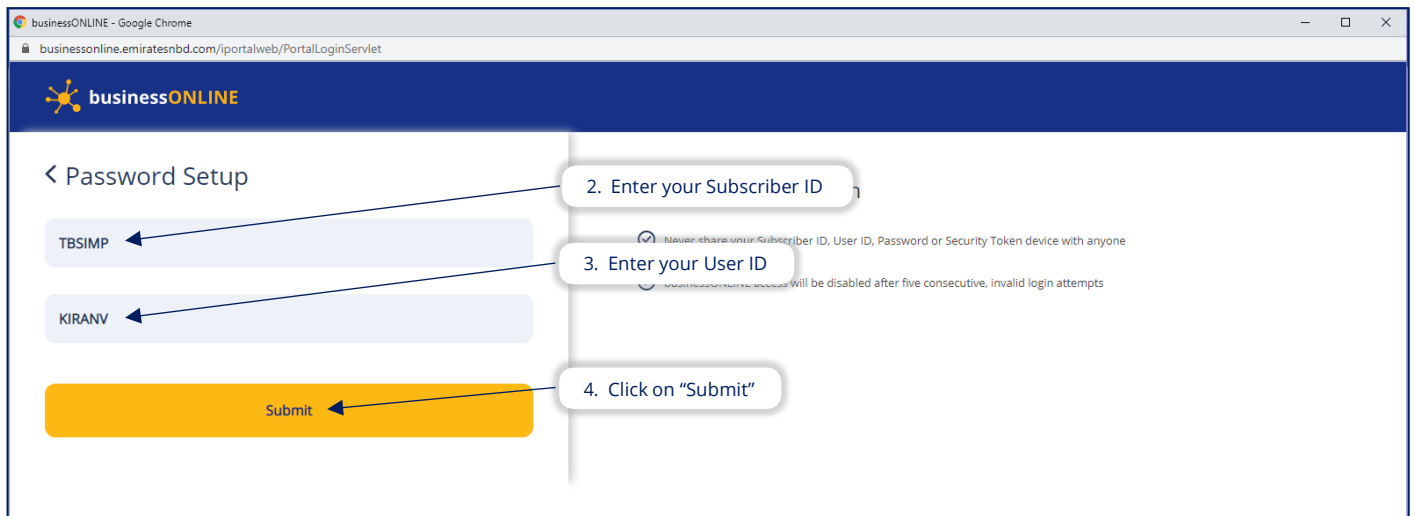 businessONLINE - Google Chrome
businessonline.emiratesnbd.com/iportalweb/PortalLoginServlet
businessONLINE
Password Setup
2. Enter your Subscriber ID
TBSIMP
Never share your Subscriber ID, User ID, Password or Security Token device with anyone
3. Enter your User ID
businessONLINE access will be disabled after five consecutive, invalid login attempts
KIRANV
4. Click on “Submit”
Submit